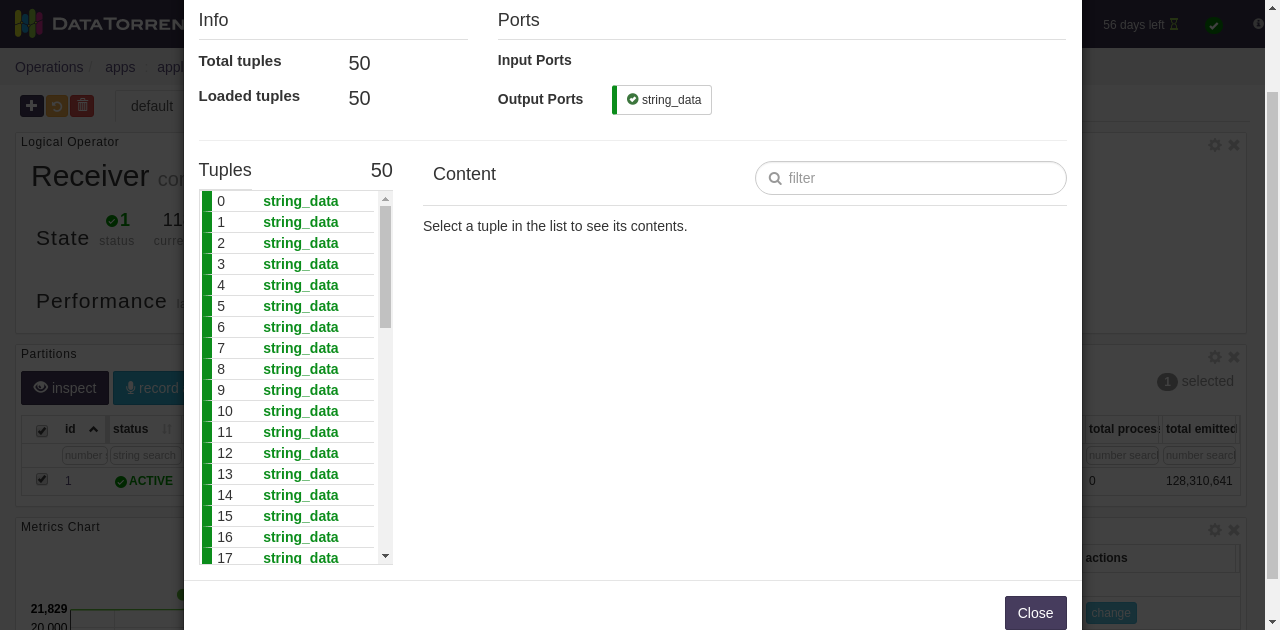 DATATORREN
56 days left
Operations / apps : appl
default
Info
Total tuples 50
Loaded tuples 50
Ports
Input Ports
Output Ports string_data
Tuples 50
0 string_data
1 string_data
2 string_data
3 string_data
4 string_data
5 string_data
6 string_data
7 string_data
8 string_data
9 string_data
10 string_data
11 string_data
12 string_data
13 string_data
14 string_data
15 string_data
16 string_data
17 string_data
Content
filter
Select a tuple in the list to see its contents.
Close
Logical Operator
Receiver
State
1
status
11
curre
Performance
Partitions
inspect
record
1 selected
id status
total proces
total emitted
number
string search
number search
number search
1 ACTIVE
0 128,310,641
Metrics Chart
21,829
20,000
actions
change